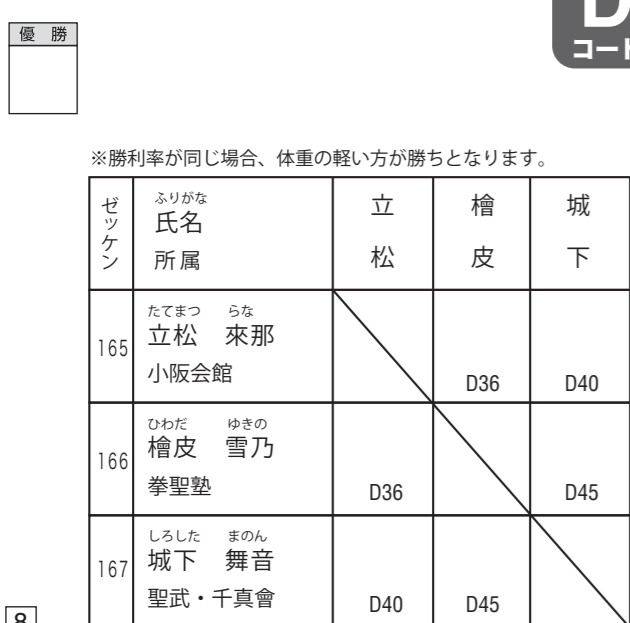 D
コート
優 勝
※勝利率が同じ場合、体重の軽い方が勝ちとなります。
ゼッケン
ふりがな
氏名
所属
立松
檜皮
城下
165
たてまつ らな
立松 來那
小阪会館
D36
D40
166
ひわだ ゆきの
檜皮 雪乃
拳聖塾
D36
D45
167
しろした まのん
城下 舞音
聖武・千真會
D40
D45
8